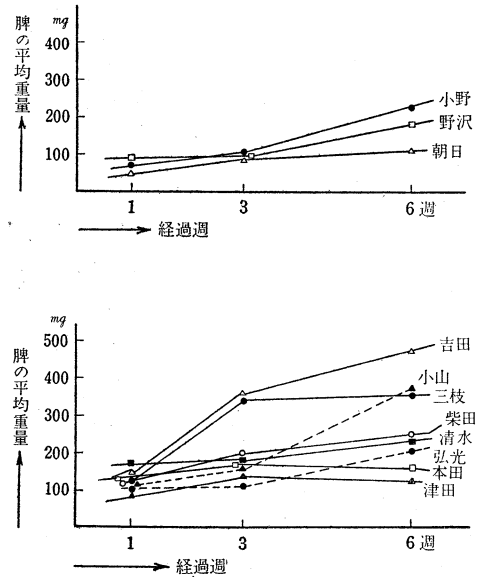 mg
脾の平均重量
400
300
200
100
小野
野沢
朝日
1
3
6週
経過週
mg
脾の平均重量
500
400
300
200
100
吉田
小山
三枝
柴田
清水
弘光
本田
津田
1
3
6週
経過週